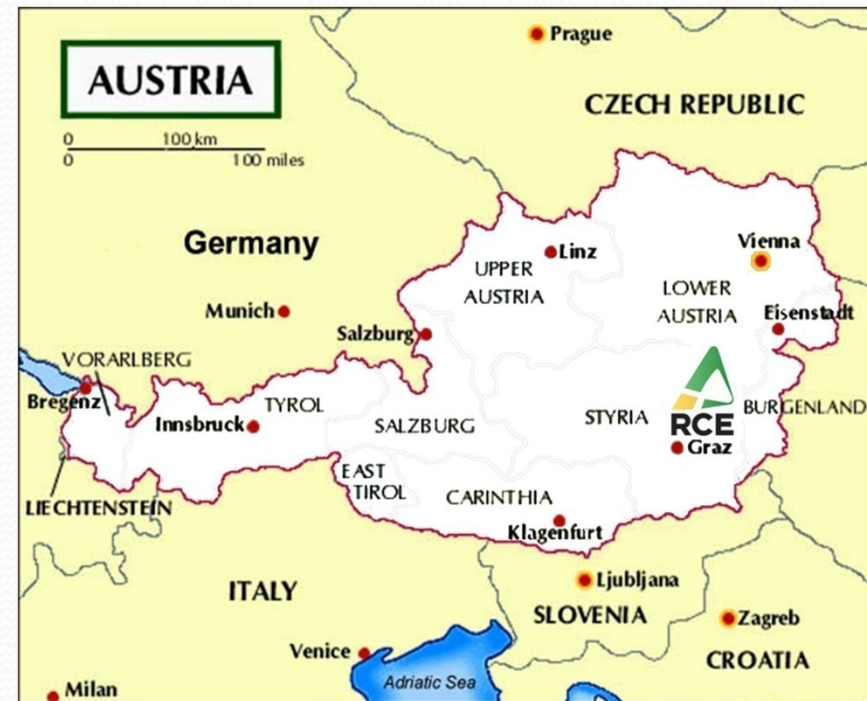 Prague
AUSTRIA
CZECH REPUBLIC
0 100 km
0 100 miles
Germany
Vienna
Linz
UPPER
AUSTRIA
LOWER
AUSTRIA
Munich
Eisenstadt
Salzburg
VORARLBERG
Bregenz
TYROL
BURGENLAND
Innsbruck
SALZBURG
STYRIA
RCE
Graz
EAST
TIROL
CARINTHIA
LIECHTENSTEIN
Klagenfurt
Ljubljana
ITALY
SLOVENIA
Zagreb
Venice
CROATIA
Adriatic Sea
Milan